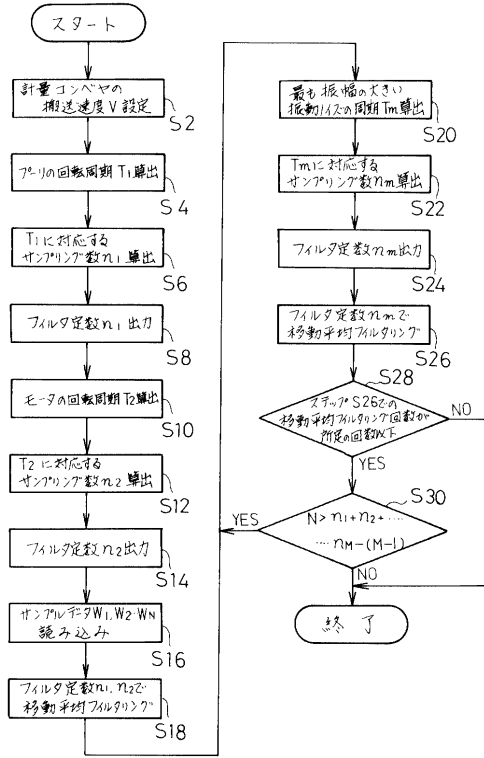 スタート
計量コンベヤの
搬送速度V設定
S2
プーリの回転周期T1算出
S4
T1に対応する
サンプリング数n1算出
S6
フィルタ定数n1出力
S8
モータの回転周期T2算出
S10
T2に対応する
サンプリング数n2算出
S12
フィルタ定数n2出力
S14
サンプルデータW1,W2‥WN
読み込み
S16
フィルタ定数n1,n2で
移動平均フィルタリング
S18
最も振幅の大きい
振動ノイズの周期Tm算出
S20
Tmに対応する
サンプリング数nm算出
S22
フィルタ定数nm出力
S24
フィルタ定数nmで
移動平均フィルタリング
S26
S28
ステップS26での
移動平均フィルタリング回数が
所定の回数以下
NO
YES
S30
YES
N>n1+n2+‥‥
‥‥nM-(M-1)
NO
終了